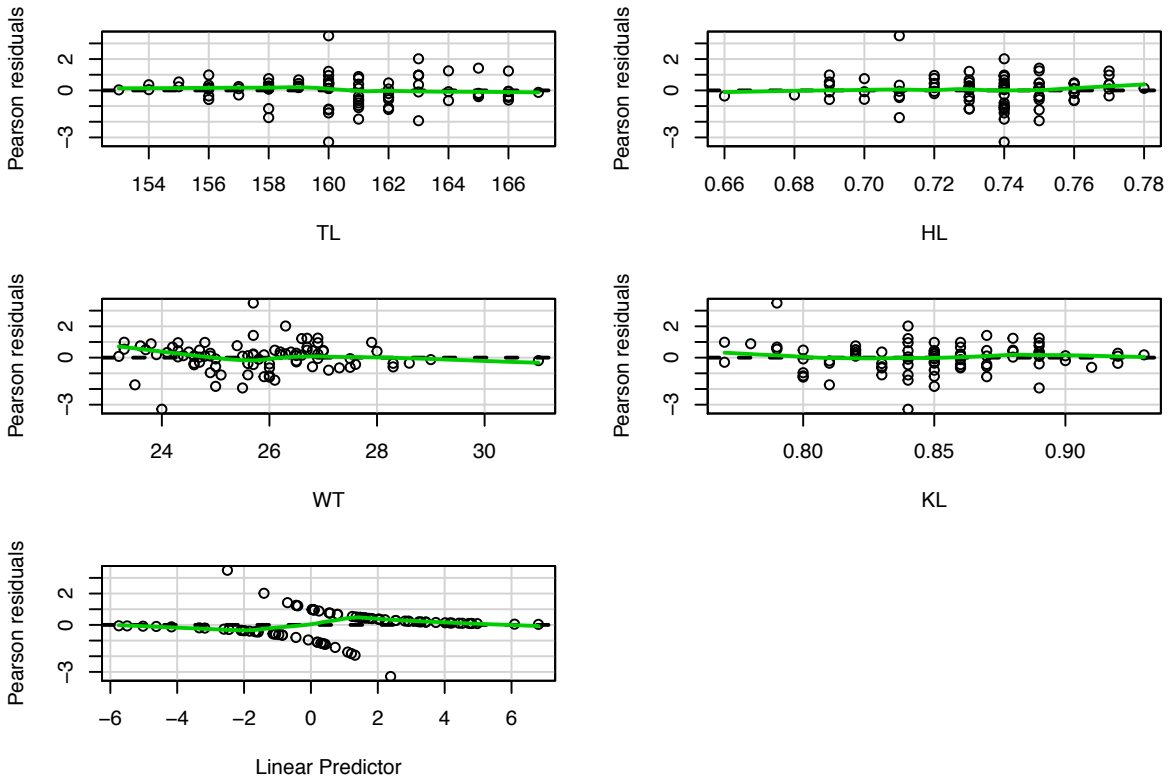 Pearson residuals
2
0
−3
154 156 158 160 162 164 166
TL
Pearson residuals
2
0
−3
0.66 0.68 0.70 0.72 0.74 0.76 0.78
HL
Pearson residuals
2
0
−3
24 26 28 30
WT
Pearson residuals
2
0
−3
0.80 0.85 0.90
KL
Pearson residuals
2
0
−3
−6 −4 −2 0 2 4 6
Linear Predictor